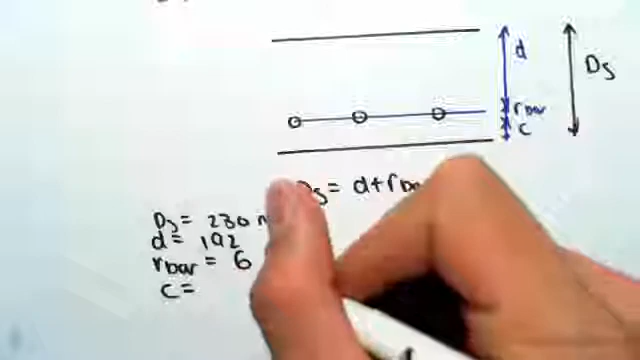 d
Ds
rbar
c
Ds = d + rba
Ds = 230
d = 192
rbar = 6
c =